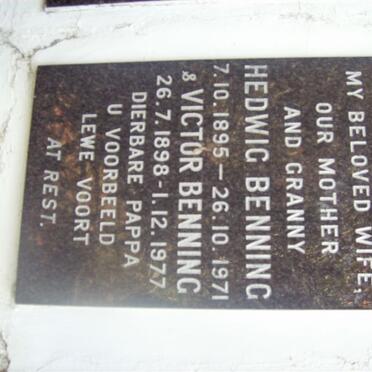 MY BELOVED WIFE,
OUR MOTHER
AND GRANNY
HEDWIG BENNING
7.10.1895 — 26.10.1971
& VICTOR BENNING
26.7.1898 - 1.12.1977
DIERBARE PAPPA
U VOORBEELD
LEWE VOORT
AT REST.